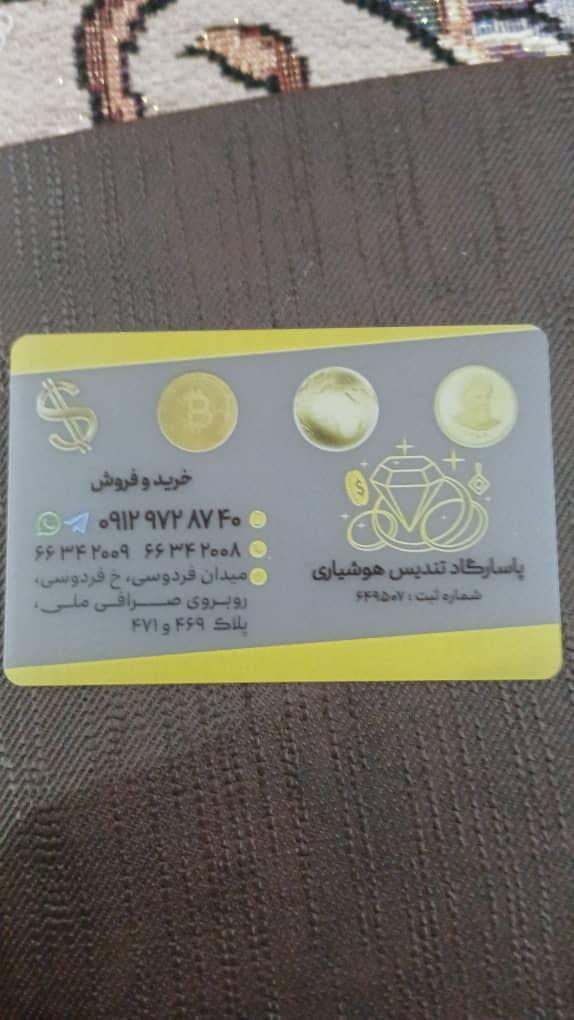 پاسارگاد تندیس هوشیاری
شماره ثبت : ۶۴۹۵۰۷
خرید و فروش
۰۹۱۲ ۹۷۲ ۸۷ ۴۰
۶۶ ۳۴ ۲۰۰۹ ۶۶ ۳۴ ۲۰۰۸
میدان فردوسی، خ فردوسی،
روبروی صرافی ملی،
پلاک ۴۶۹ و ۴۷۱